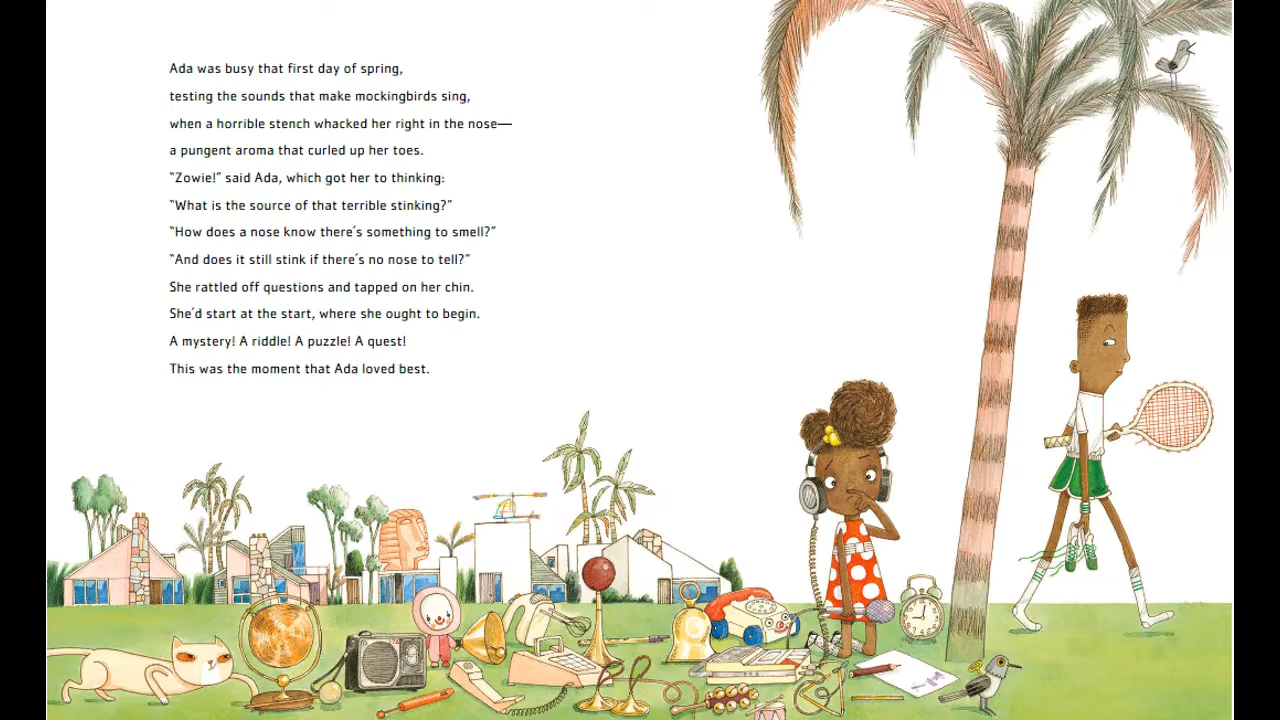 Ada was busy that first day of spring,
testing the sounds that make mockingbirds sing,
when a horrible stench whacked her right in the nose—
a pungent aroma that curled up her toes.
“Zowie!” said Ada, which got her to thinking:
“What is the source of that terrible stinking?”
“How does a nose know there’s something to smell?”
“And does it still stink if there’s no nose to tell?”
She rattled off questions and tapped on her chin.
She’d start at the start, where she ought to begin.
A mystery! A riddle! A puzzle! A quest!
This was the moment that Ada loved best.